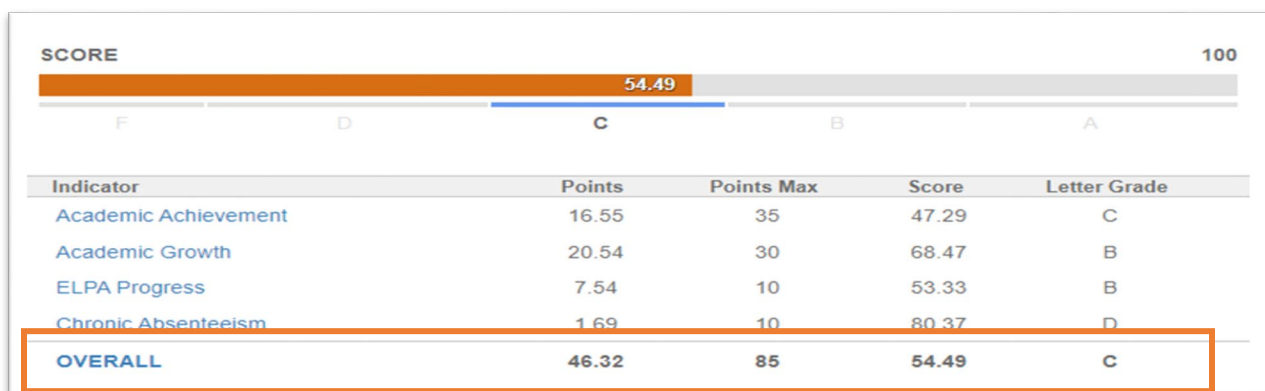 SCORE 100
54.49
F D C B A
Indicator Points Points Max Score Letter Grade
Academic Achievement 16.55 35 47.29 C
Academic Growth 20.54 30 68.47 B
ELPA Progress 7.54 10 53.33 B
Chronic Absenteeism 1.69 10 80.37 D
OVERALL 46.32 85 54.49 C